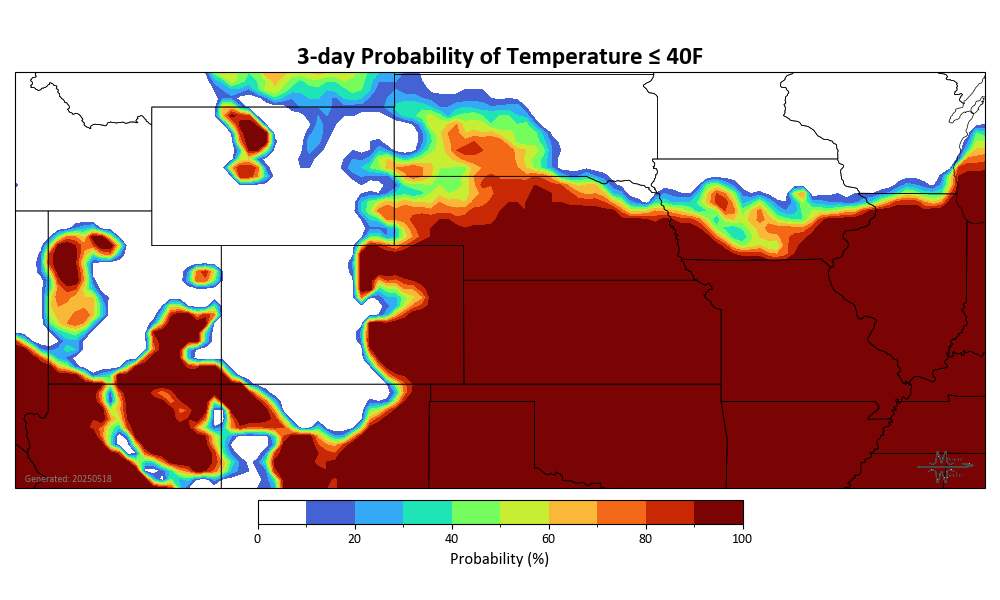 3-day Probability of Temperature ≤ 40F
Generated: 20250518
0 20 40 60 80 100
Probability (%)